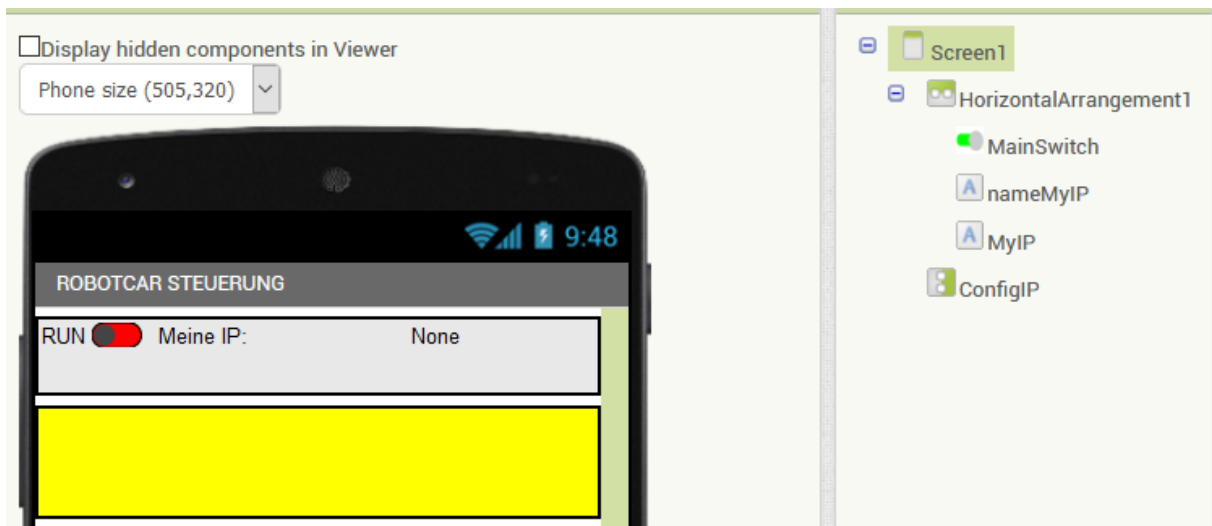 Display hidden components in Viewer
Phone size (505,320)
9:48
ROBOTCAR STEUERUNG
RUN Meine IP: None
Screen1
HorizontalArrangement1
MainSwitch
A nameMyIP
A MyIP
ConfigIP